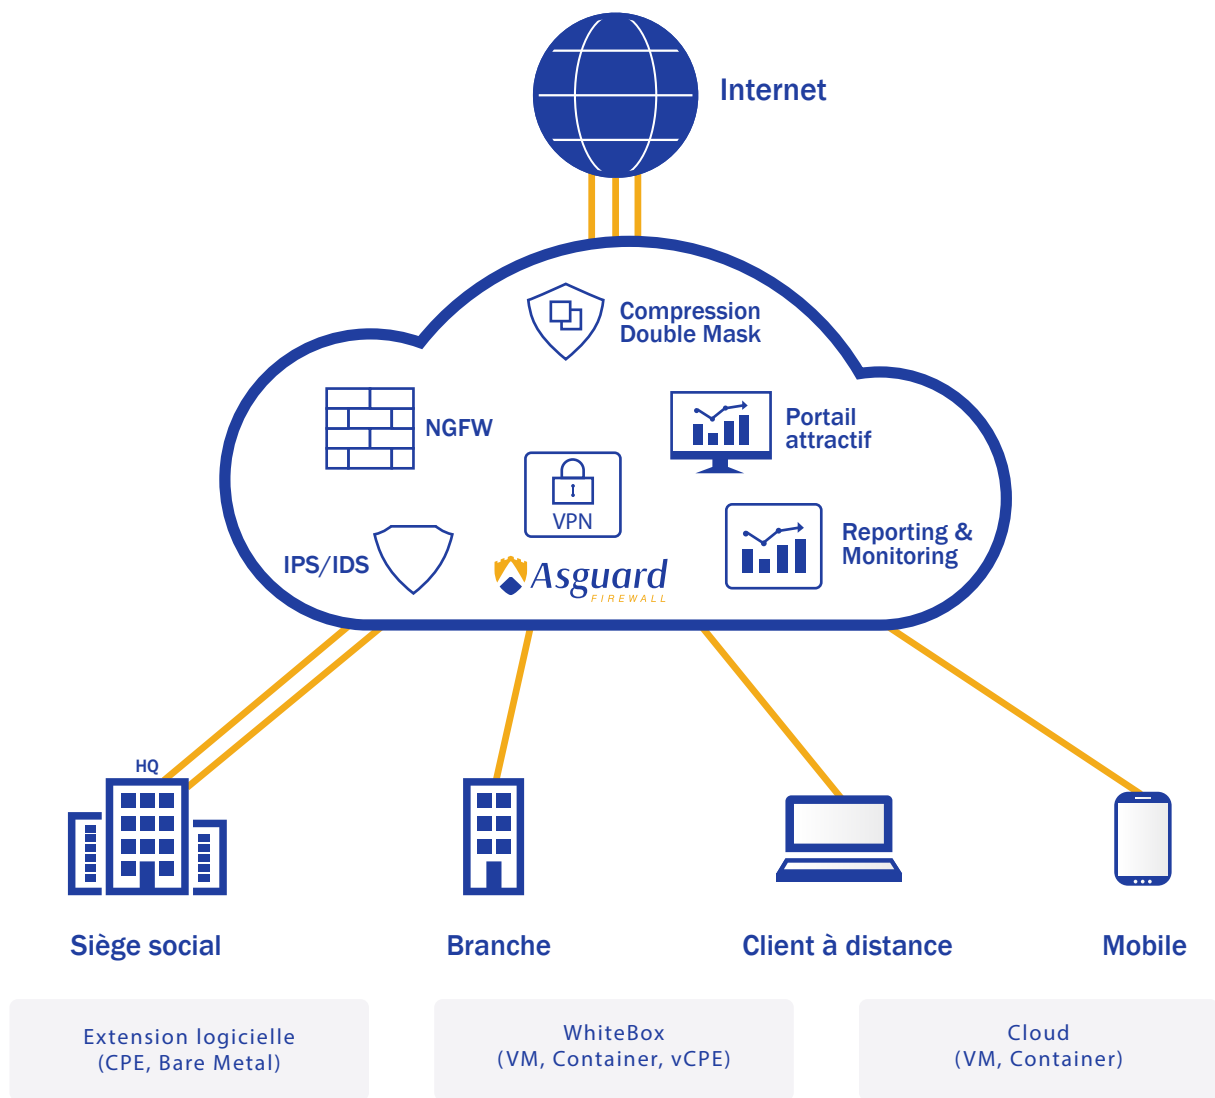 Internet
Compression
Double Mask
NGFW
Portail
attractif
VPN
IPS/IDS
Reporting &
Monitoring
Asguard
FIREWALL
HQ
Siège social
Branche
Client à distance
Mobile
Extension logicielle
(CPE, Bare Metal)
WhiteBox
(VM, Container, vCPE)
Cloud
(VM, Container)